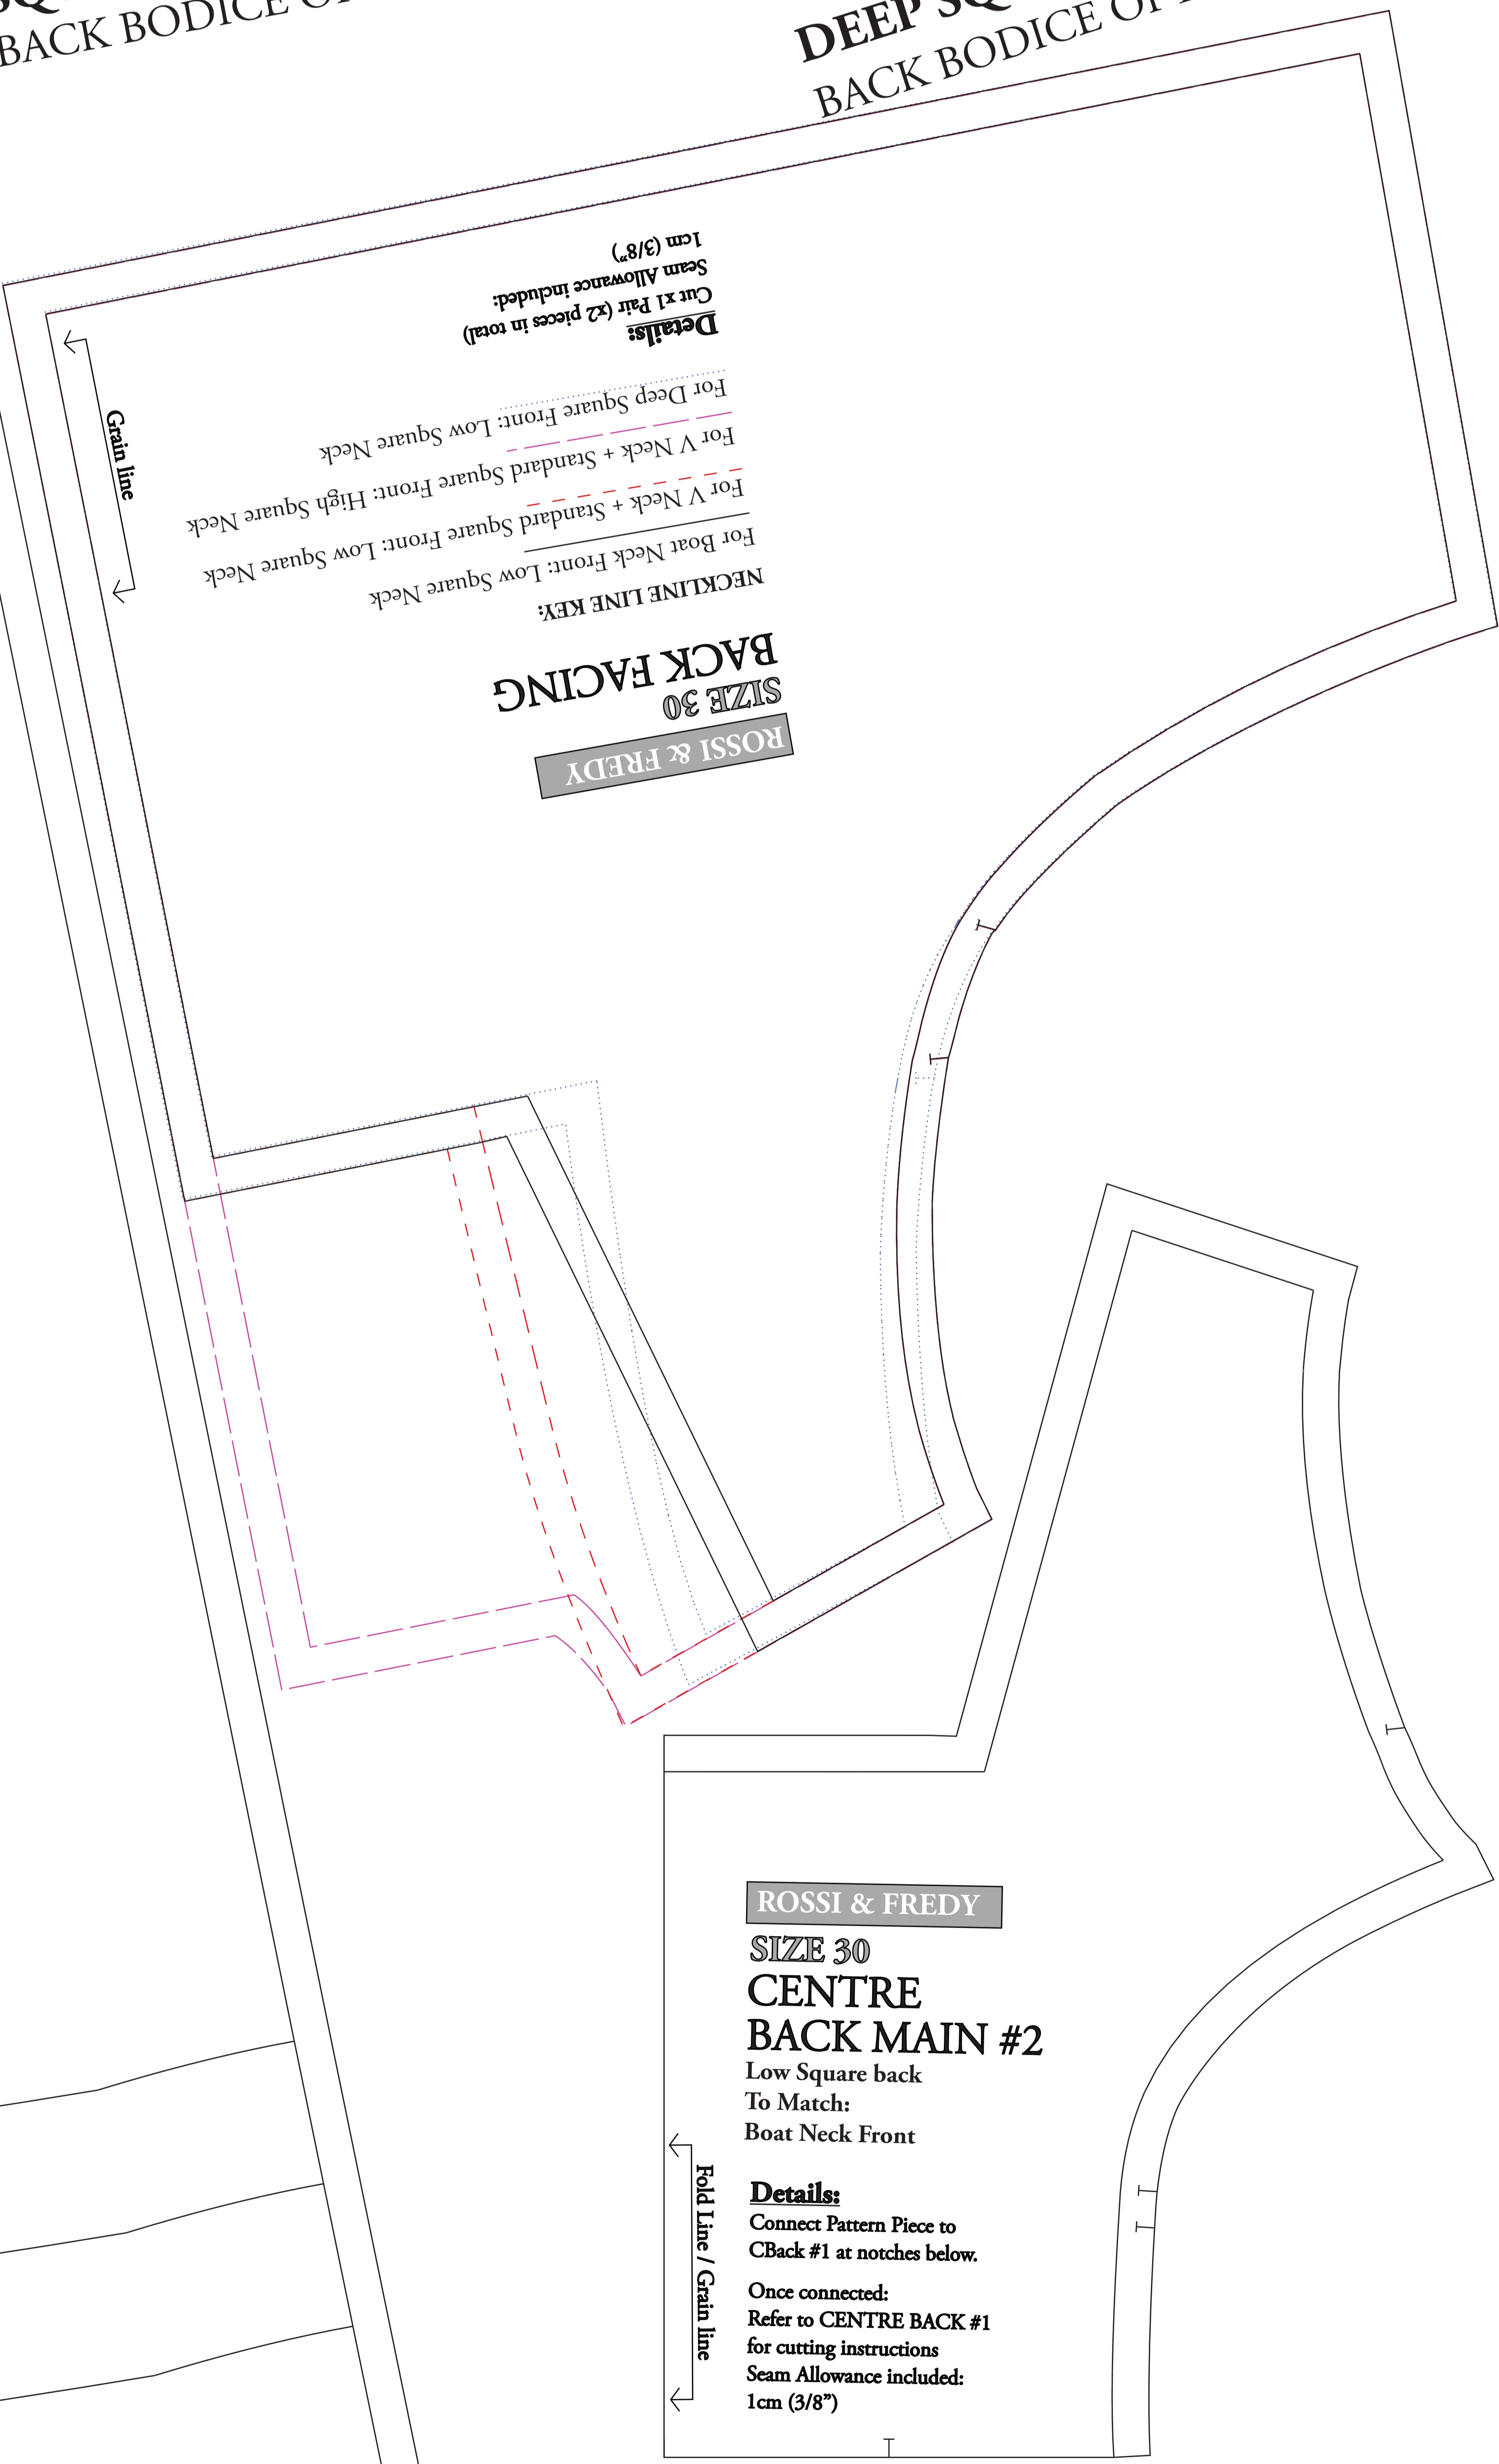 BACK BODICE
DEEP
BACK BODICE
ROSSI & FREDY
SIZE 30
BACK FACING
NECKLINE LINE KEY:
For Boat Neck Front: Low Square Neck
For V Neck + Standard Square Front: Low Square Neck
For V Neck + Standard Square Front: High Square Neck
For Deep Square Front: Low Square Neck
Details:
Cut x1 Pair (x2 pieces in total)
Seam Allowance included:
1cm (3/8”)
Grain line
ROSSI & FREDY
SIZE 30
CENTRE
BACK MAIN #2
Low Square back
To Match:
Boat Neck Front
Details:
Connect Pattern Piece to
CBack #1 at notches below.
Once connected:
Refer to CENTRE BACK #1
for cutting instructions
Seam Allowance included:
1cm (3/8”)
Fold Line / Grain line